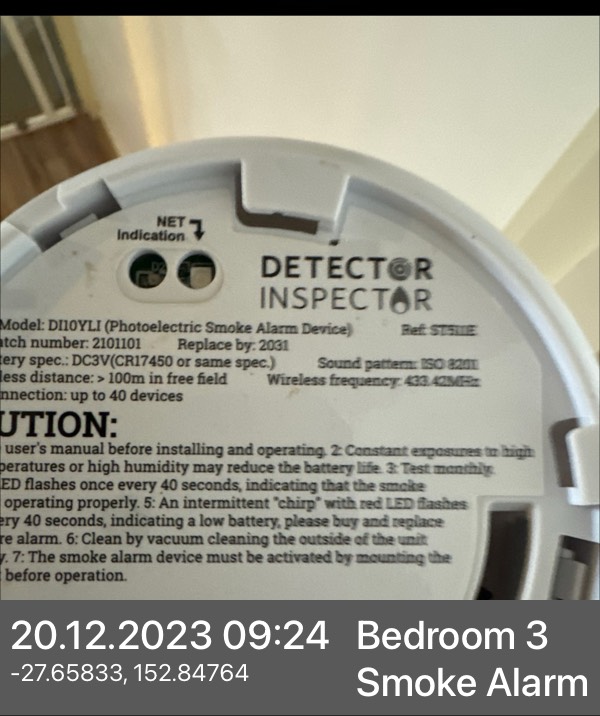 NET
Indication
DETECTOR
INSPECTOR
Model: DI10YLI (Photoelectric Smoke Alarm Device) Ref: ST511E
atch number: 2101101 Replace by: 2031
tery spec.: DC3V(CR17450 or same spec.) Sound pattern: ISO 8201
less distance: > 100m in free field Wireless frequency: 433.42MHz
nnection: up to 40 devices
UTION:
user's manual before installing and operating. 2: Constant exposures to high
peratures or high humidity may reduce the battery life. 3: Test monthly.
ED flashes once every 40 seconds, indicating that the smoke
operating properly. 5: An intermittent "chirp" with red LED flashes
ery 40 seconds, indicating a low battery, please buy and replace
re alarm. 6: Clean by vacuum cleaning the outside of the unit
y. 7: The smoke alarm device must be activated by mounting the
before operation.
20.12.2023 09:24 Bedroom 3
-27.65833, 152.84764 Smoke Alarm